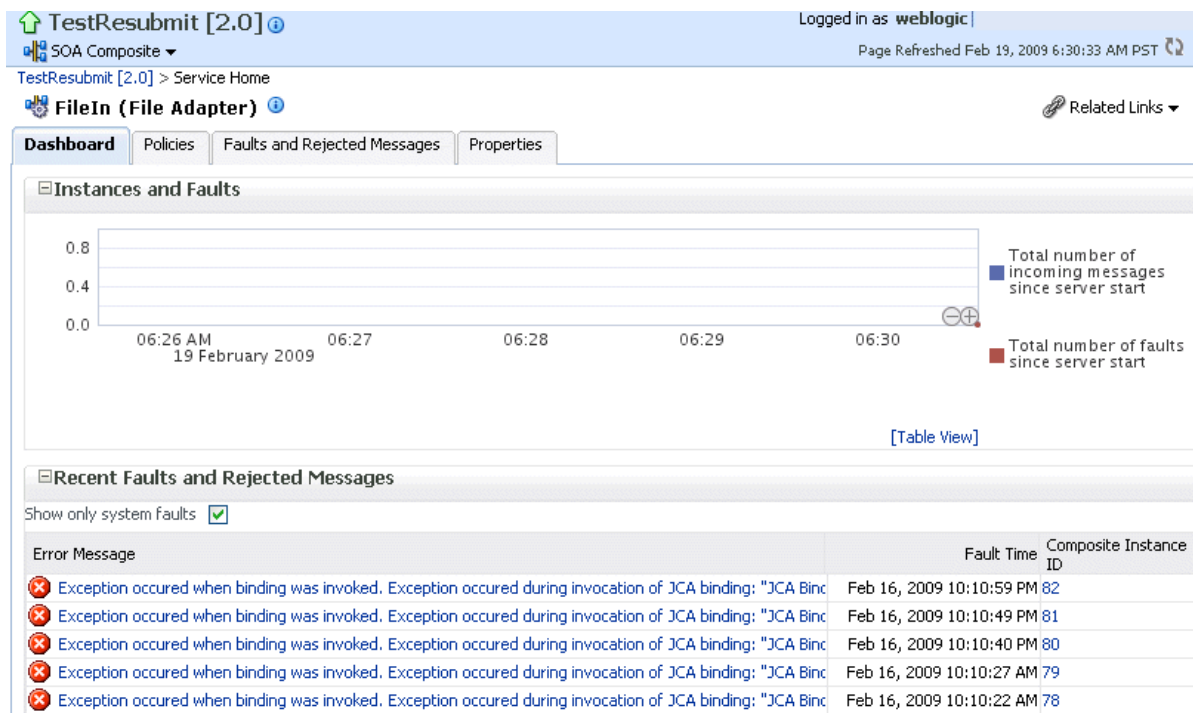 TestResubmit [2.0]
Logged in as weblogic
SOA Composite
Page Refreshed Feb 19, 2009 6:30:33 AM PST
TestResubmit [2.0] > Service Home
FileIn (File Adapter)
Related Links
Dashboard
Policies
Faults and Rejected Messages
Properties
Instances and Faults
0.8
0.4
0.0
06:26 AM
06:27
06:28
06:29
06:30
19 February 2009
Total number of
incoming messages
since server start
Total number of faults
since server start
[Table View]
Recent Faults and Rejected Messages
Show only system faults
Error Message
Fault Time
Composite Instance
ID
Exception occured when binding was invoked. Exception occured during invocation of JCA binding: "JCA Binc Feb 16, 2009 10:10:59 PM 82
Exception occured when binding was invoked. Exception occured during invocation of JCA binding: "JCA Binc Feb 16, 2009 10:10:49 PM 81
Exception occured when binding was invoked. Exception occured during invocation of JCA binding: "JCA Binc Feb 16, 2009 10:10:40 PM 80
Exception occured when binding was invoked. Exception occured during invocation of JCA binding: "JCA Binc Feb 16, 2009 10:10:27 AM 79
Exception occured when binding was invoked. Exception occured during invocation of JCA binding: "JCA Binc Feb 16, 2009 10:10:22 AM 78